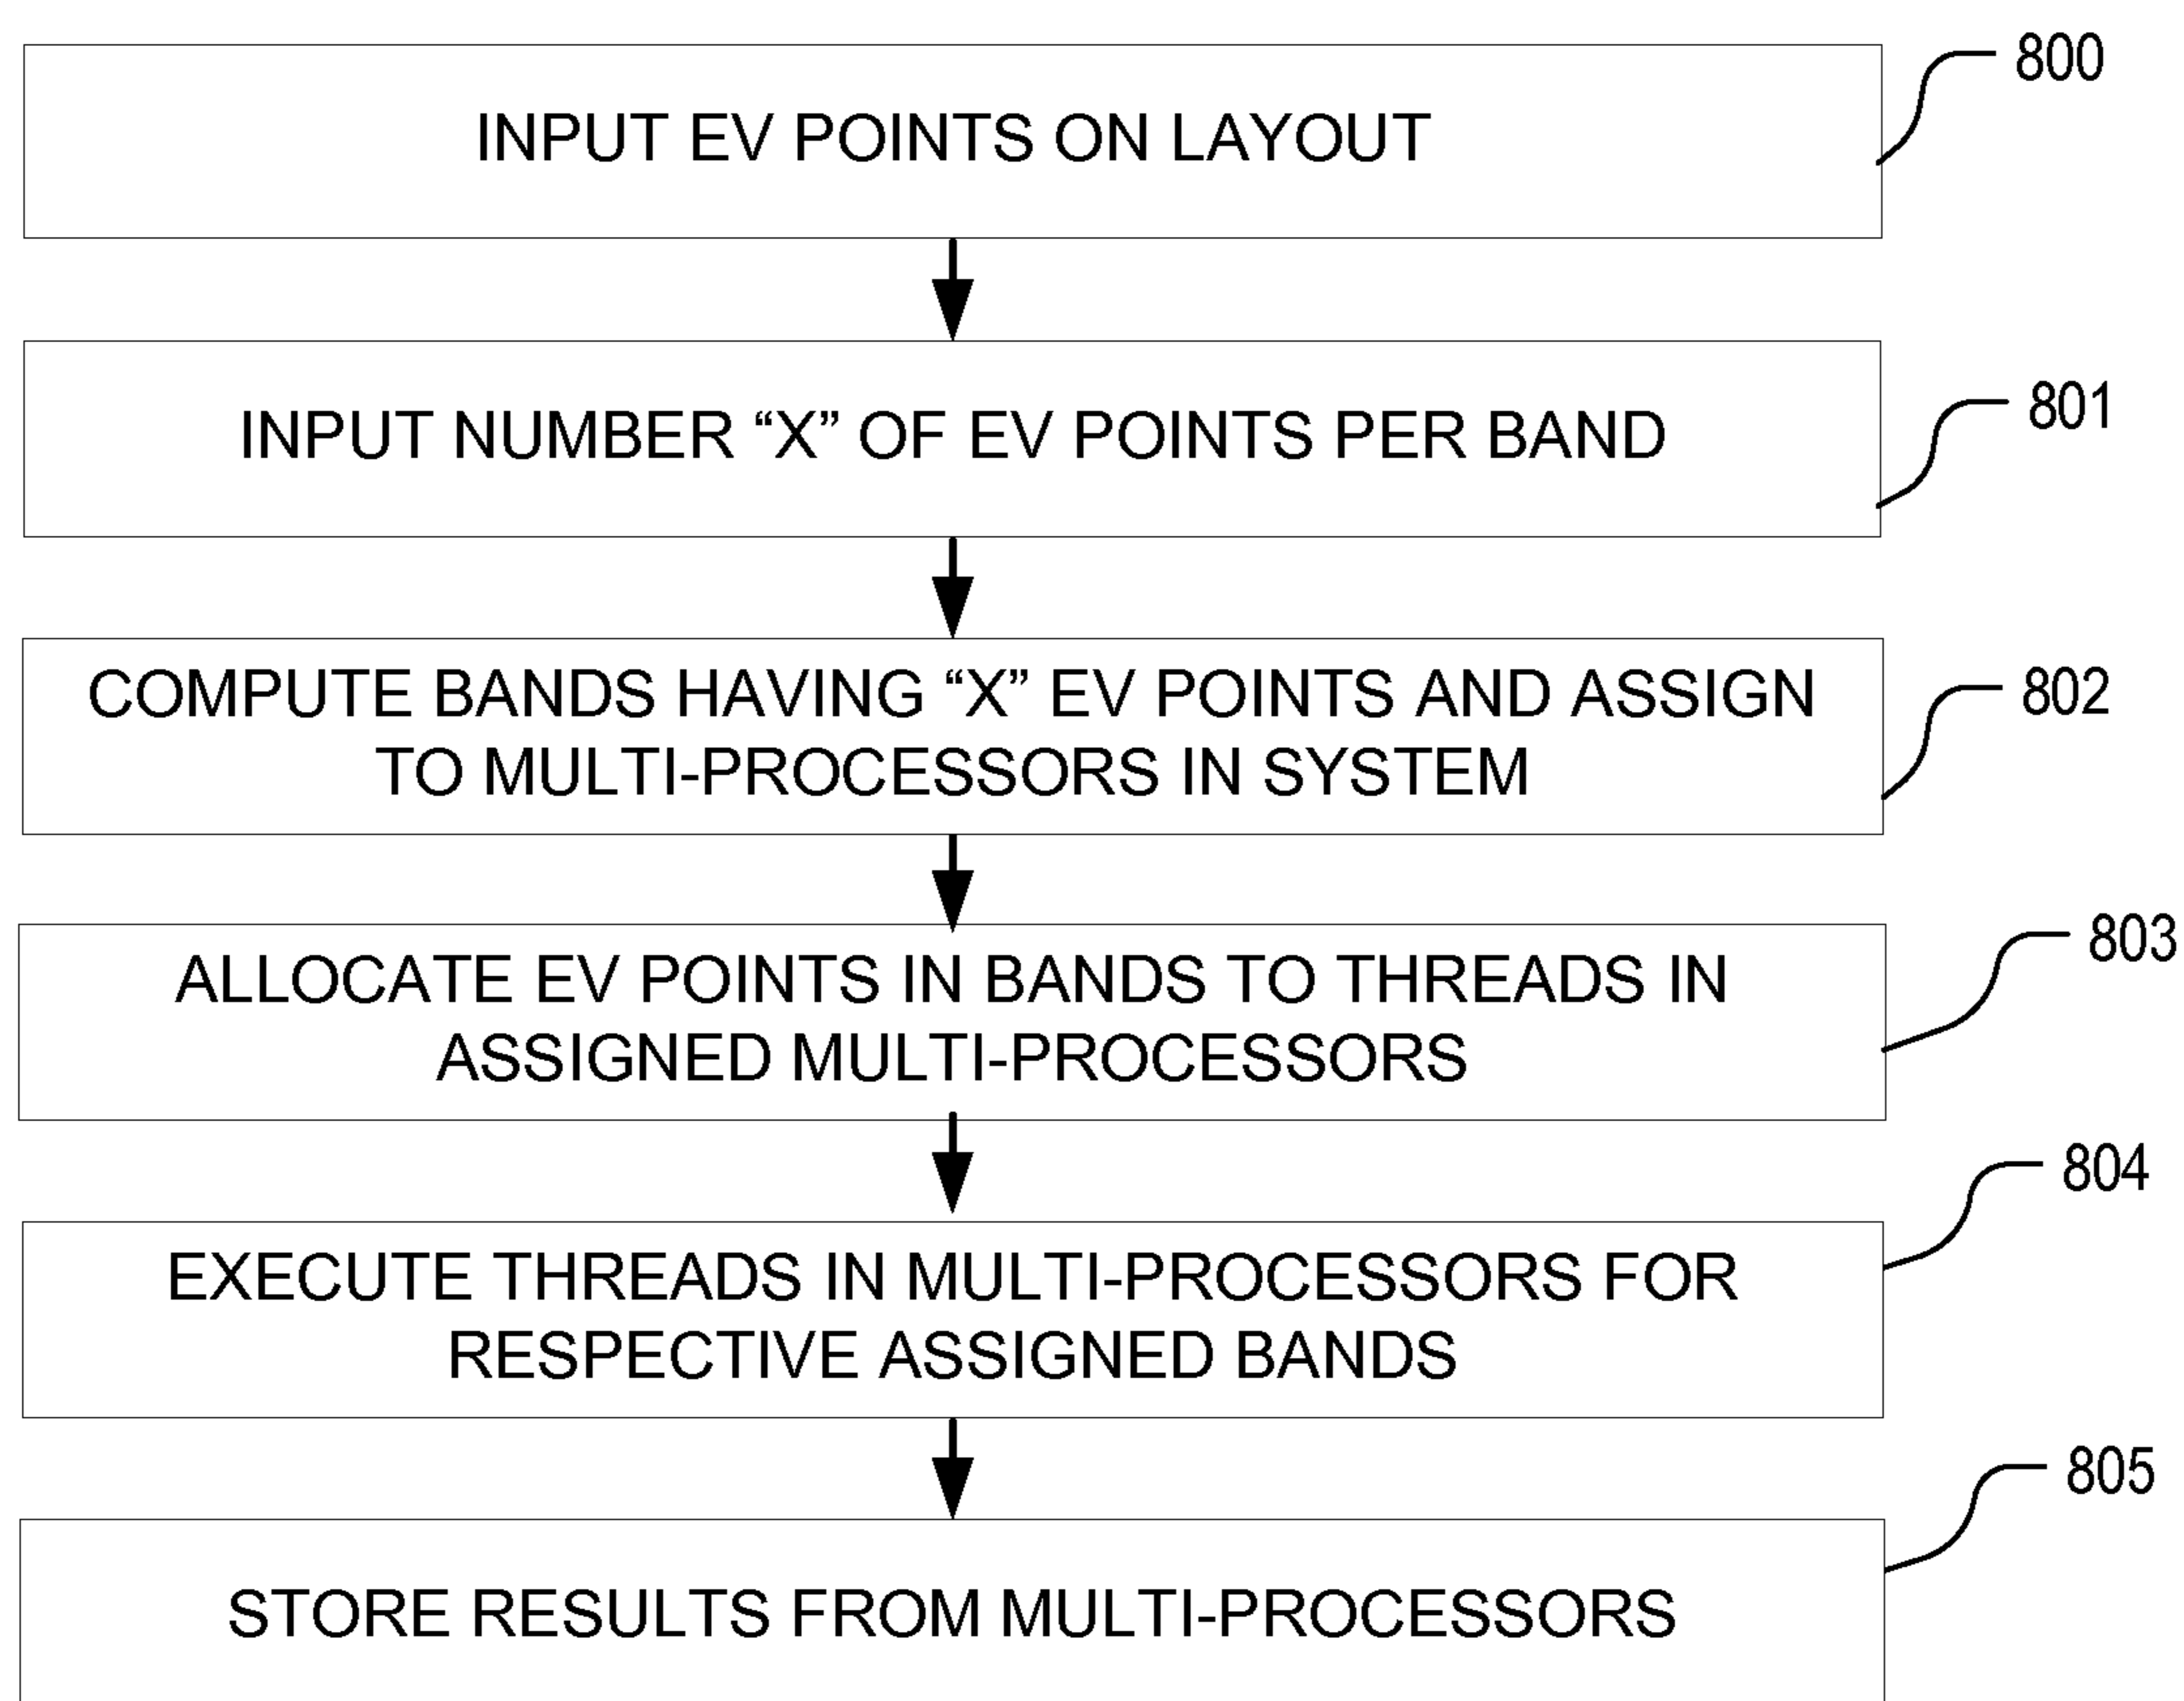 800
INPUT EV POINTS ON LAYOUT
801
INPUT NUMBER “X” OF EV POINTS PER BAND
802
COMPUTE BANDS HAVING “X” EV POINTS AND ASSIGN
TO MULTI-PROCESSORS IN SYSTEM
803
ALLOCATE EV POINTS IN BANDS TO THREADS IN
ASSIGNED MULTI-PROCESSORS
804
EXECUTE THREADS IN MULTI-PROCESSORS FOR
RESPECTIVE ASSIGNED BANDS
805
STORE RESULTS FROM MULTI-PROCESSORS